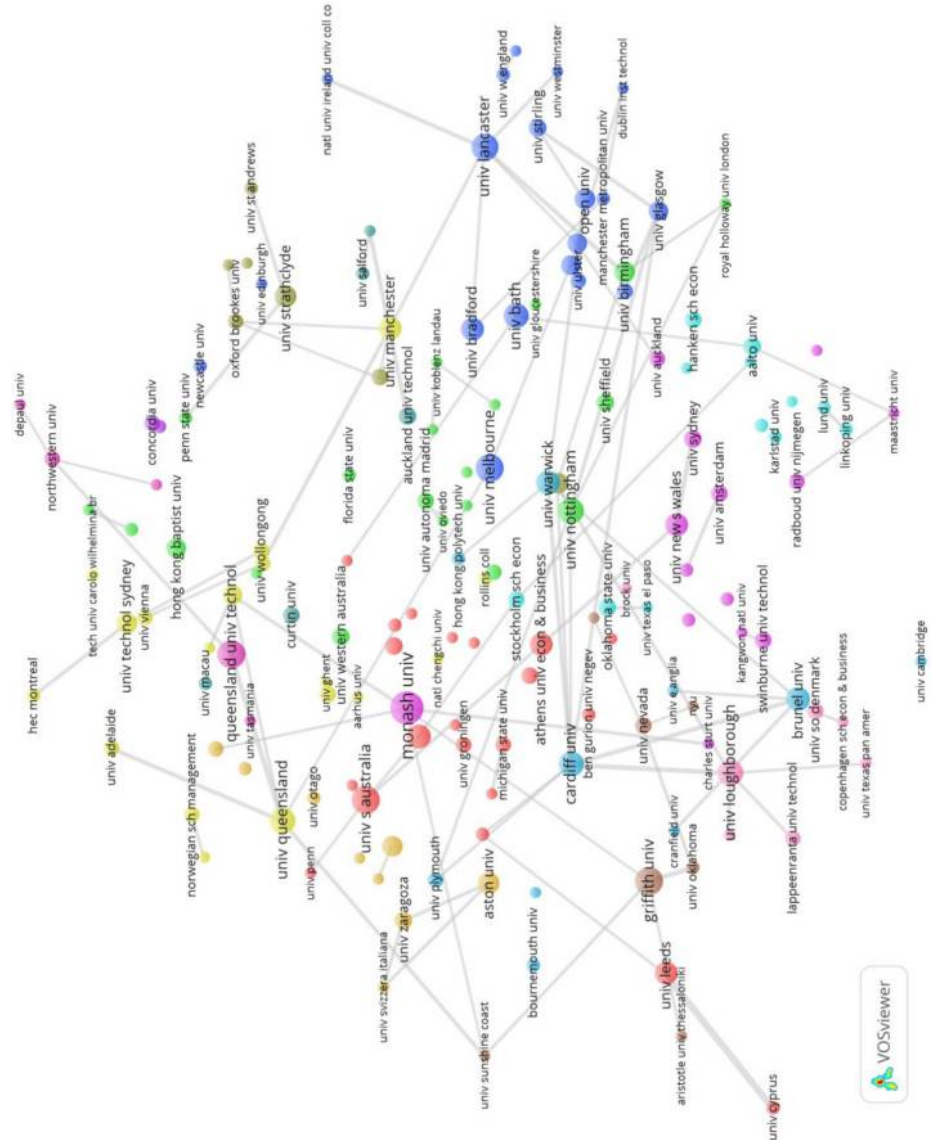 depaul univ
northwestern univ
concordia univ
penn state univ
newcastle univ
oxford brookes univ
univ edinburgh
univ strathclyde
univ st andrews
natl univ ireland univ coll co
hec montreal
tech univ carolo wilhelmina br
univ technol sydney
univ vienna
hong kong baptist univ
univ wollongong
florida state univ
univ manchester
univ salford
auckland univ technol
univ koblenz landau
univ bradford
univ lancaster
univ w england
univ westminster
univ stirling
dublin inst technol
univ adelaide
norwegian sch management
univ macau
queensland univ technol
univ tasmania
curtin univ
univ ghent
univ western australia
aarhus univ
univ autonoma madrid
univ oviedo
hong kong polytech univ
univ melbourne
univ bath
univ gloucestershire
open univ
univ ulster
manchester metropolitan univ
univ birmingham
univ glasgow
royal holloway univ london
univ queensland
univ otago
univ penn
univ s australia
monash univ
natl chengchi univ
rollins coll
stockholm sch econ
univ warwick
univ nottingham
univ sheffield
univ auckland
hanken sch econ
aalto univ
univ svizzera italiana
univ zaragoza
univ plymouth
aston univ
univ groningen
michigan state univ
athens univ econ & business
cardiff univ
ben gurion univ negev
oklahoma state univ
brock univ
univ texas el paso
univ new s wales
univ sydney
univ amsterdam
karlstad univ
radboud univ nijmegen
lund univ
linkoping univ
maastright univ
univ sunshine coast
bournemouth univ
griffith univ
univ nevada
univ e anglia
nyu
kangwon natl univ
swinburne univ technol
charles sturt univ
univ loughborough
cranfield univ
univ oklahoma
brunel univ
univ so denmark
copenhagen sch econ & business
univ texas pan amer
lappeenranta univ technol
univ cambridge
univ leeds
aristotle univ thessaloniki
univ cyprus
VOSviewer